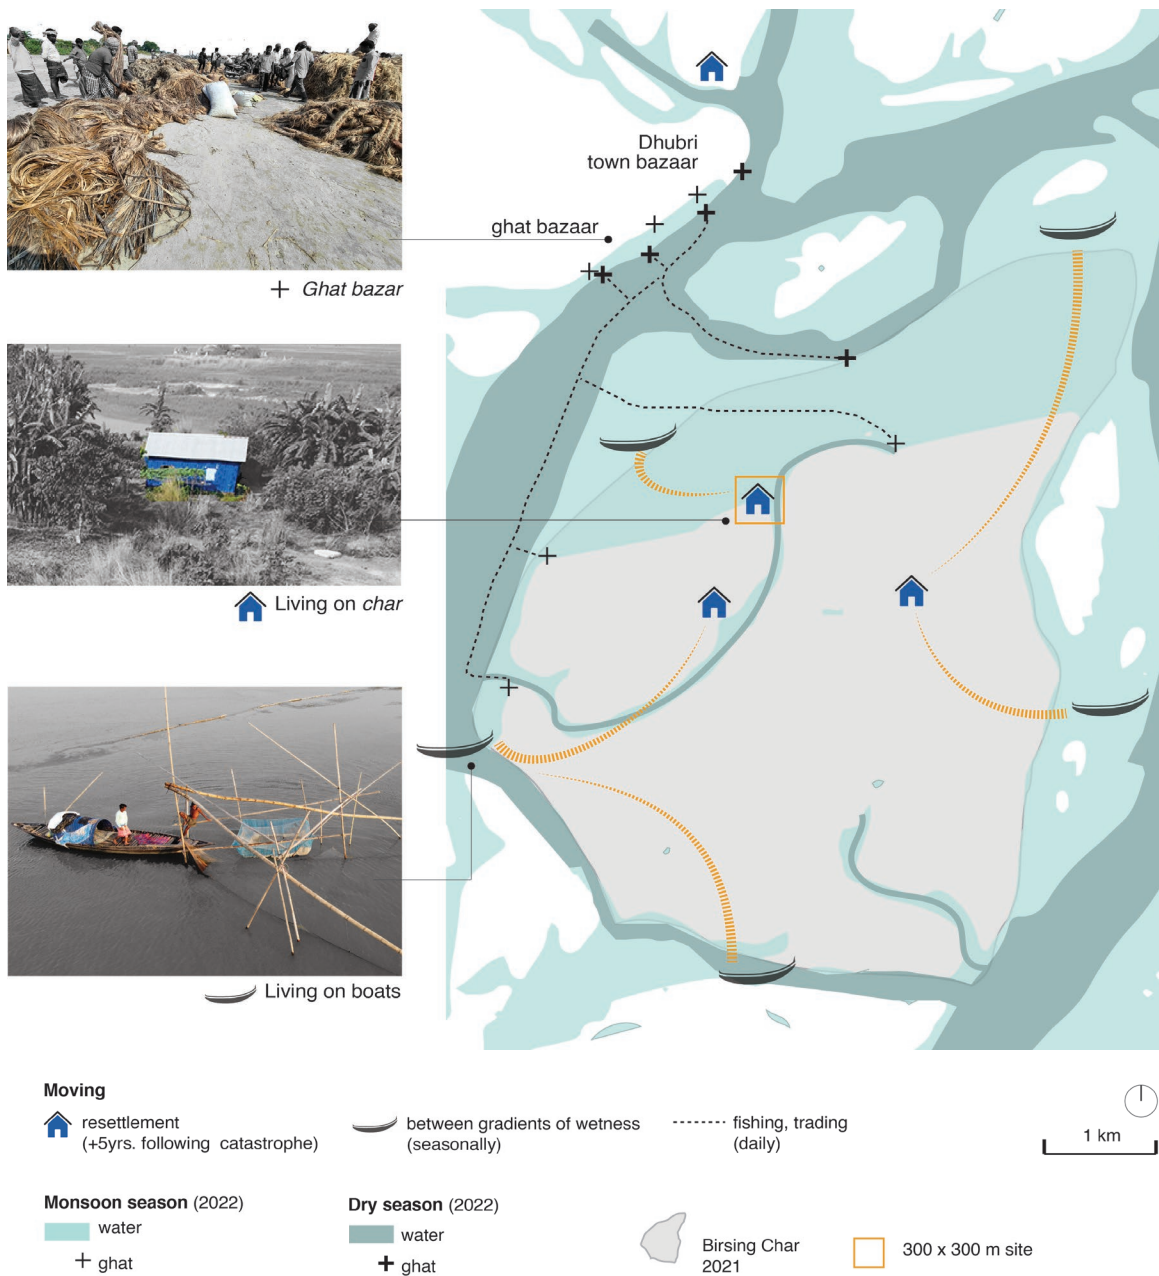 Dhubri
town bazaar
ghat bazaar
Ghat bazar
Living on char
Living on boats
Moving
resettlement
(+5yrs. following catastrophe)
between gradients of wetness
(seasonally)
fishing, trading
(daily)
1 km
Monsoon season (2022)
water
ghat
Dry season (2022)
water
ghat
Birsing Char
2021
300 x 300 m site